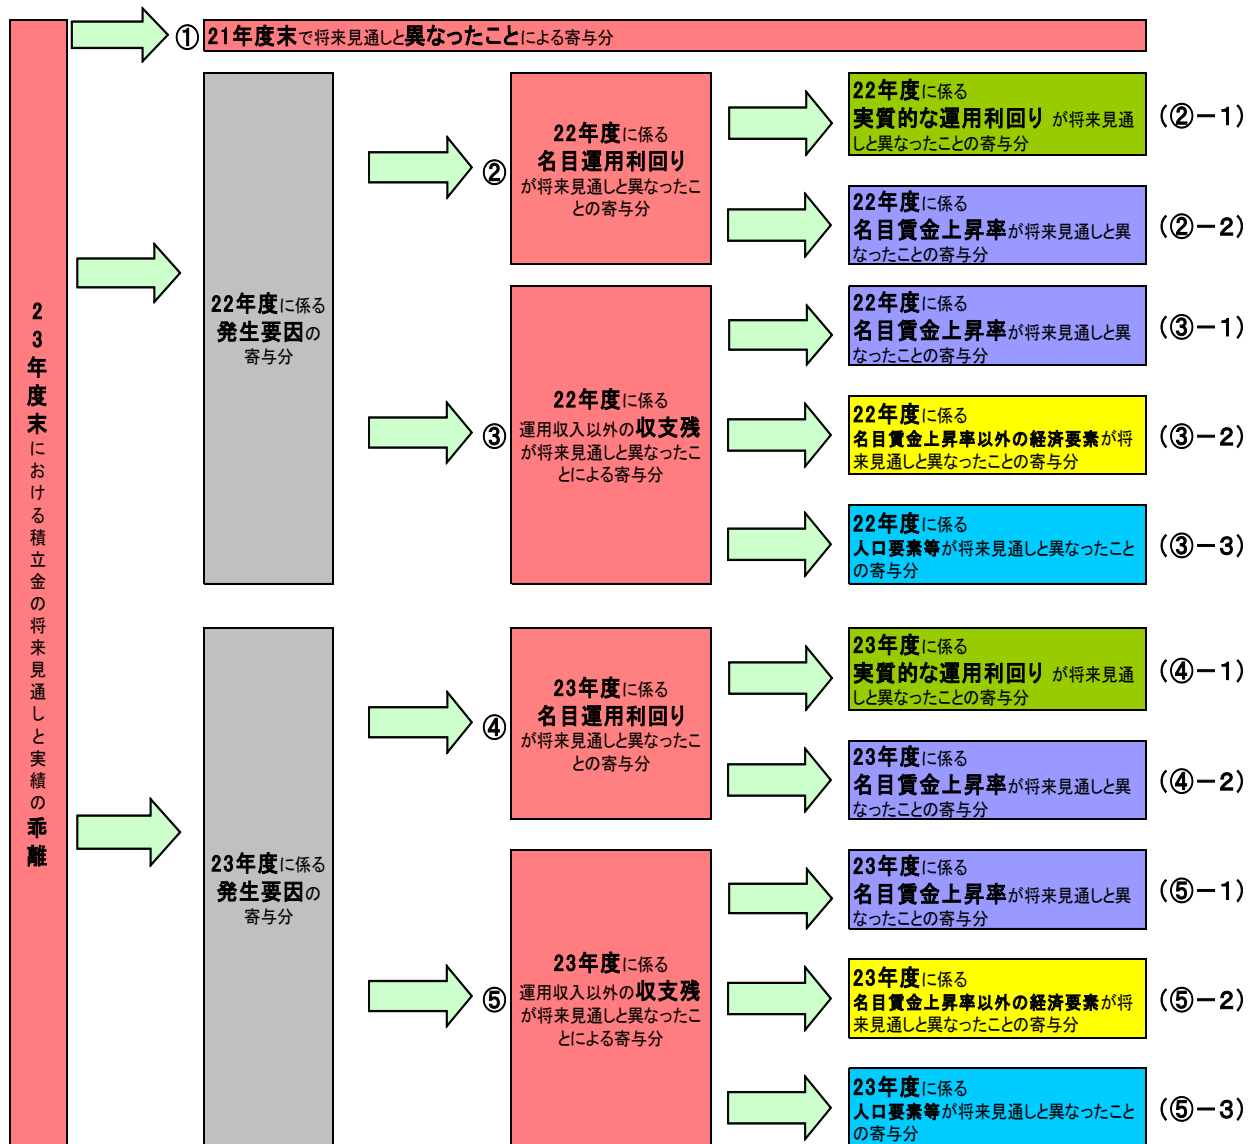 23年度末における積立金の将来見通しと実績の乖離
① 21年度末で将来見通しと異なったことによる寄与分
22年度に係る
発生要因の
寄与分
②
22年度に係る
名目運用利回り
が将来見通しと異なったこ
との寄与分
22年度に係る
実質的な運用利回り が将来見通
しと異なったことの寄与分
(②－1)
22年度に係る
名目賃金上昇率が将来見通しと異
なったことの寄与分
(②－2)
③
22年度に係る
運用収入以外の収支残
が将来見通しと異なったこ
とによる寄与分
22年度に係る
名目賃金上昇率が将来見通しと異
なったことの寄与分
(③－1)
22年度に係る
名目賃金上昇率以外の経済要素が将
来見通しと異なったことの寄与分
(③－2)
22年度に係る
人口要素等が将来見通しと異なったこと
の寄与分
(③－3)
23年度に係る
発生要因の
寄与分
④
23年度に係る
名目運用利回り
が将来見通しと異なったこ
との寄与分
23年度に係る
実質的な運用利回り が将来見通
しと異なったことの寄与分
(④－1)
23年度に係る
名目賃金上昇率が将来見通しと異
なったことの寄与分
(④－2)
⑤
23年度に係る
運用収入以外の収支残
が将来見通しと異なったこ
とによる寄与分
23年度に係る
名目賃金上昇率が将来見通しと異
なったことの寄与分
(⑤－1)
23年度に係る
名目賃金上昇率以外の経済要素が将
来見通しと異なったことの寄与分
(⑤－2)
23年度に係る
人口要素等が将来見通しと異なったこと
の寄与分
(⑤－3)